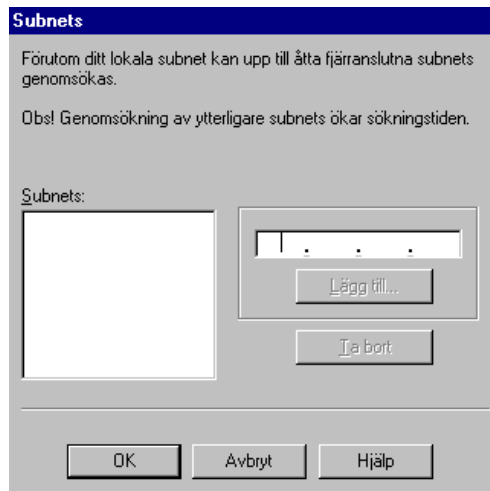 Subnets
Förutom ditt lokala subnet kan upp till åtta fjärranslutna subnets
genomsökas.
Obs! Genomsökning av ytterligare subnets ökar sökningstiden.
Subnets:
. . .
Lägg till...
Ta bort
OK Avbryt Hjälp